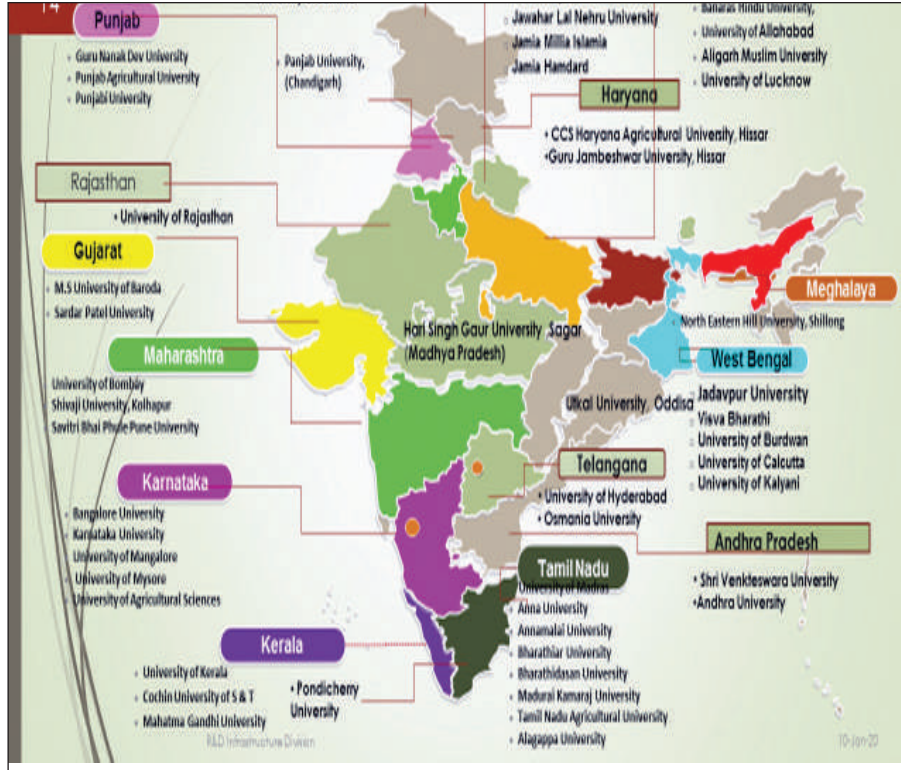 14
Punjab
Guru Nanak Dev University
Punjab Agricultural University
Punjabi University
Panjab University,
(Chandigarh)
Jawahar Lal Nehru University
Jamia Millia Islamia
Jamia Hamdard
Banaras Hindu University,
University of Allahabad
Aligarh Muslim University
University of Lucknow
Haryana
CCS Haryana Agricultural University, Hissar
Guru Jambeshwar University, Hissar
Rajasthan
University of Rajasthan
Gujarat
M.S University of Baroda
Sardar Patel University
Hari Singh Gaur University Sagar
(Madhya Pradesh)
Meghalaya
North Eastern Hill University, Shillong
Maharashtra
University of Bombay
Shivaji University, Kolhapur
Savitri Bhai Phule Pune University
West Bengal
Jadavpur University
Visva Bharathi
University of Burdwan
University of Calcutta
University of Kalyani
Utkal University, Oddisa
Telangana
University of Hyderabad
Osmania University
Karnataka
Bangalore University
Karnataka University
University of Mangalore
University of Mysore
University of Agricultural Sciences
Andhra Pradesh
Shri Venkteswara University
Andhra University
Tamil Nadu
University of Madras
Anna University
Annamalai University
Bharathiar University
Bharathidasan University
Madurai Kamaraj University
Tamil Nadu Agricultural University
Alagappa University
Kerala
University of Kerala
Cochin University of S & T
Mahatma Gandhi University
Pondicherry
University
R&D Infrastructure Division
10-Jan-20